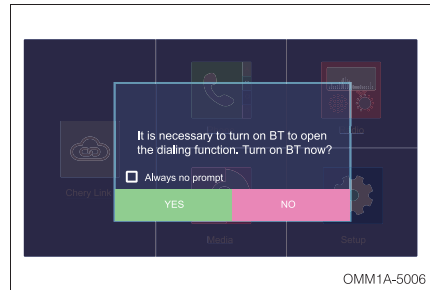 It is necessary to turn on BT to open
the dialing function. Turn on BT now?
Always no prompt
Chery Link
YES
NO
Media
Setup
OMM1A-5006